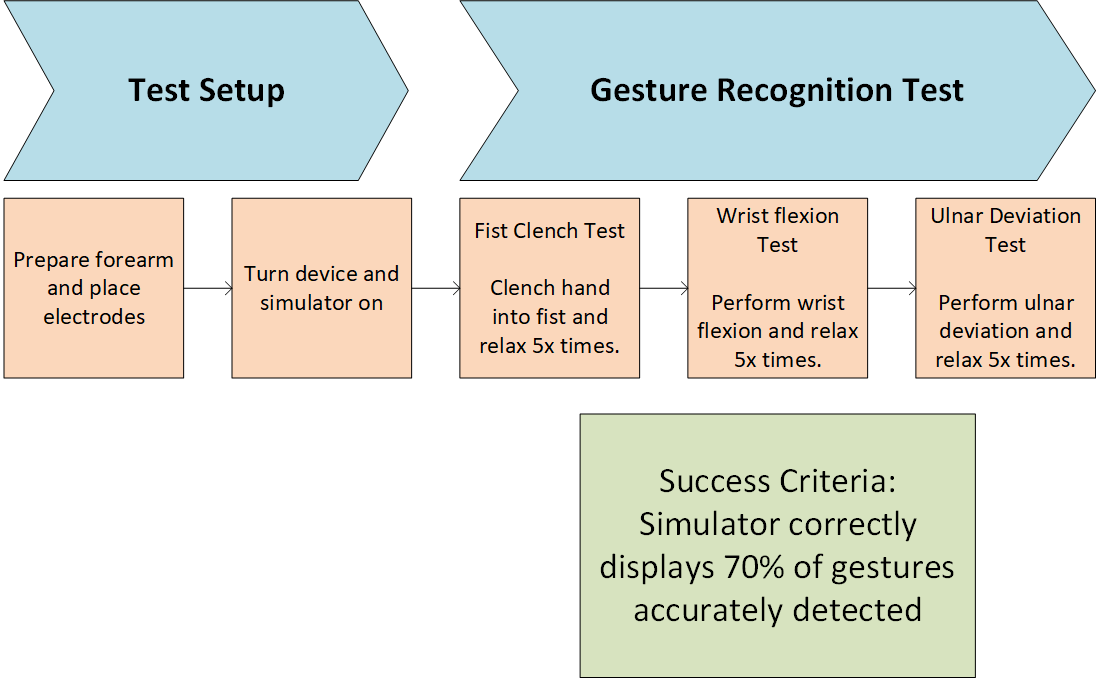 Test Setup
Gesture Recognition Test
Prepare forearm
and place
electrodes
Turn device and
simulator on
Fist Clench Test
Clench hand
into fist and
relax 5x times.
Wrist flexion
Test
Perform wrist
flexion and relax
5x times.
Ulnar Deviation
Test
Perform ulnar
deviation and
relax 5x times.
Success Criteria:
Simulator correctly
displays 70% of gestures
accurately detected